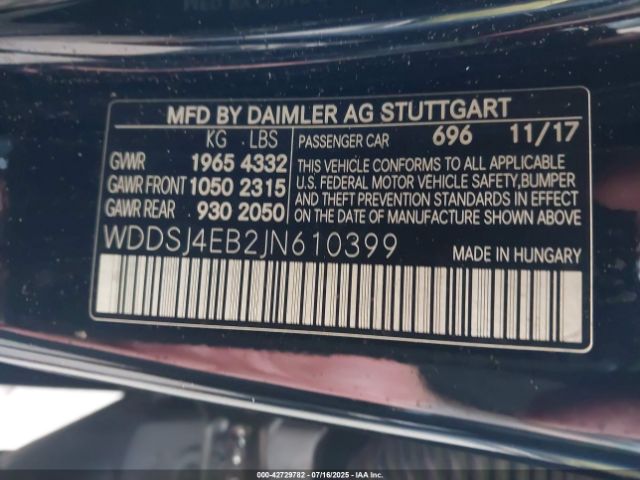 MFD BY DAIMLER AG STUTTGART
KG LBS PASSENGER CAR 696 11/17
GVWR 1965 4332 THIS VEHICLE CONFORMS TO ALL APPLICABLE
GAWR FRONT 1050 2315 U.S. FEDERAL MOTOR VEHICLE SAFETY,BUMPER
GAWR REAR 930 2050 AND THEFT PREVENTION STANDARDS IN EFFECT
ON THE DATE OF MANUFACTURE SHOWN ABOVE
WDDSJ4EB2JN610399 MADE IN HUNGARY
000-42729782 - 07/16/2025 - IAA Inc.